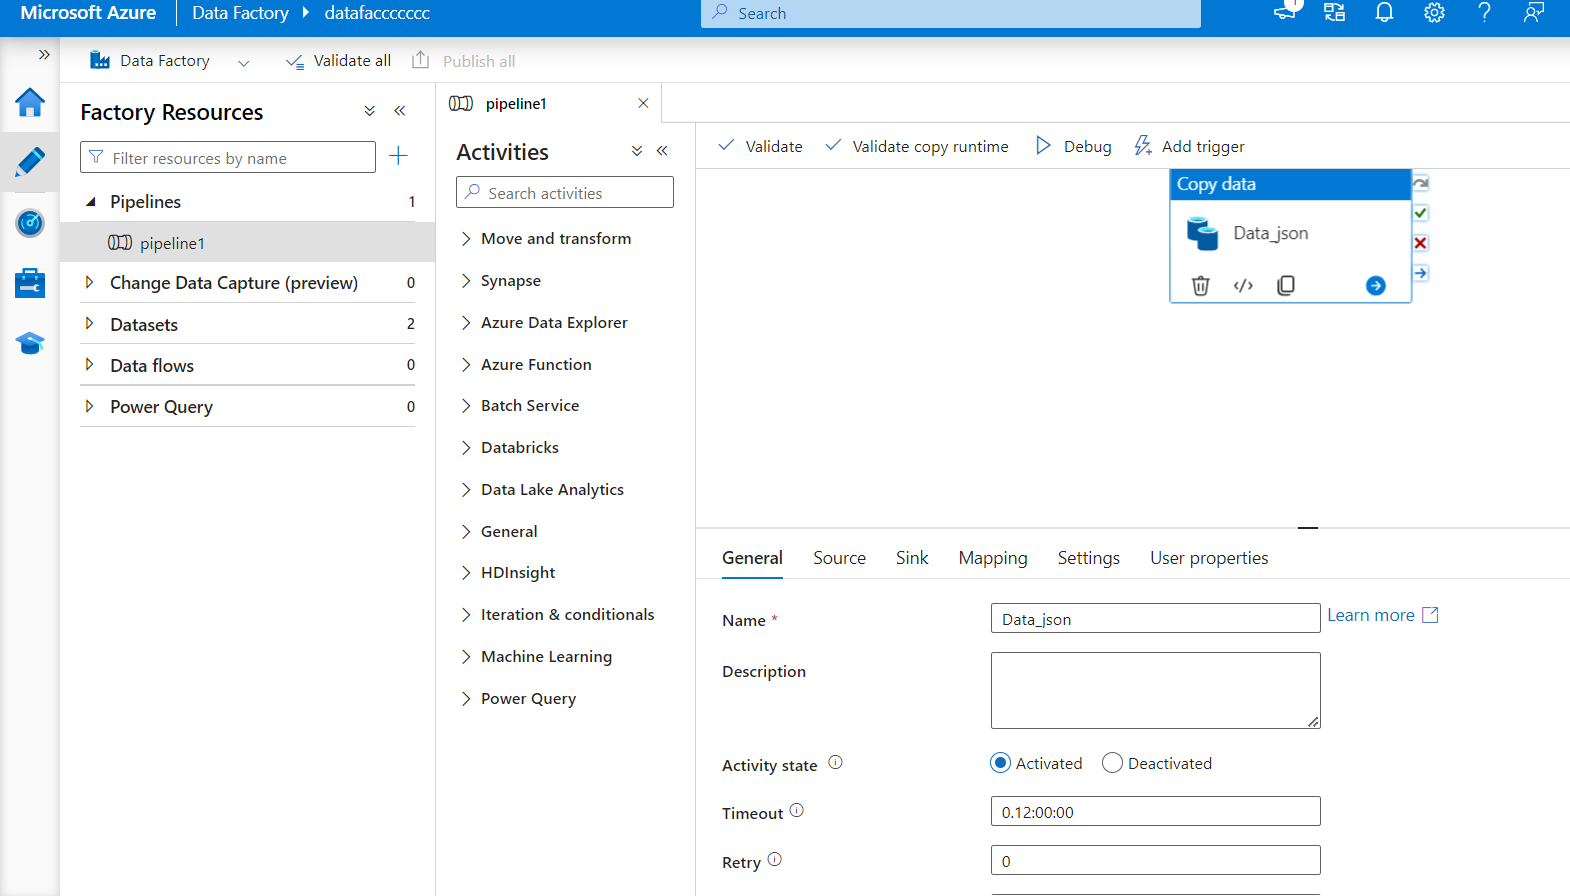 Microsoft Azure
Data Factory
datafaccccccc
Search
1
Data Factory
Validate all
Publish all
Factory Resources
Filter resources by name
Pipelines 1
pipeline1
Change Data Capture (preview) 0
Datasets 2
Data flows 0
Power Query 0
pipeline1
Activities
Search activities
Move and transform
Synapse
Azure Data Explorer
Azure Function
Batch Service
Databricks
Data Lake Analytics
General
HDInsight
Iteration & conditionals
Machine Learning
Power Query
Validate
Validate copy runtime
Debug
Add trigger
Copy data
Data_json
General
Source
Sink
Mapping
Settings
User properties
Name *
Data_json
Learn more
Description
Activity state
Activated
Deactivated
Timeout
0.12:00:00
Retry
0